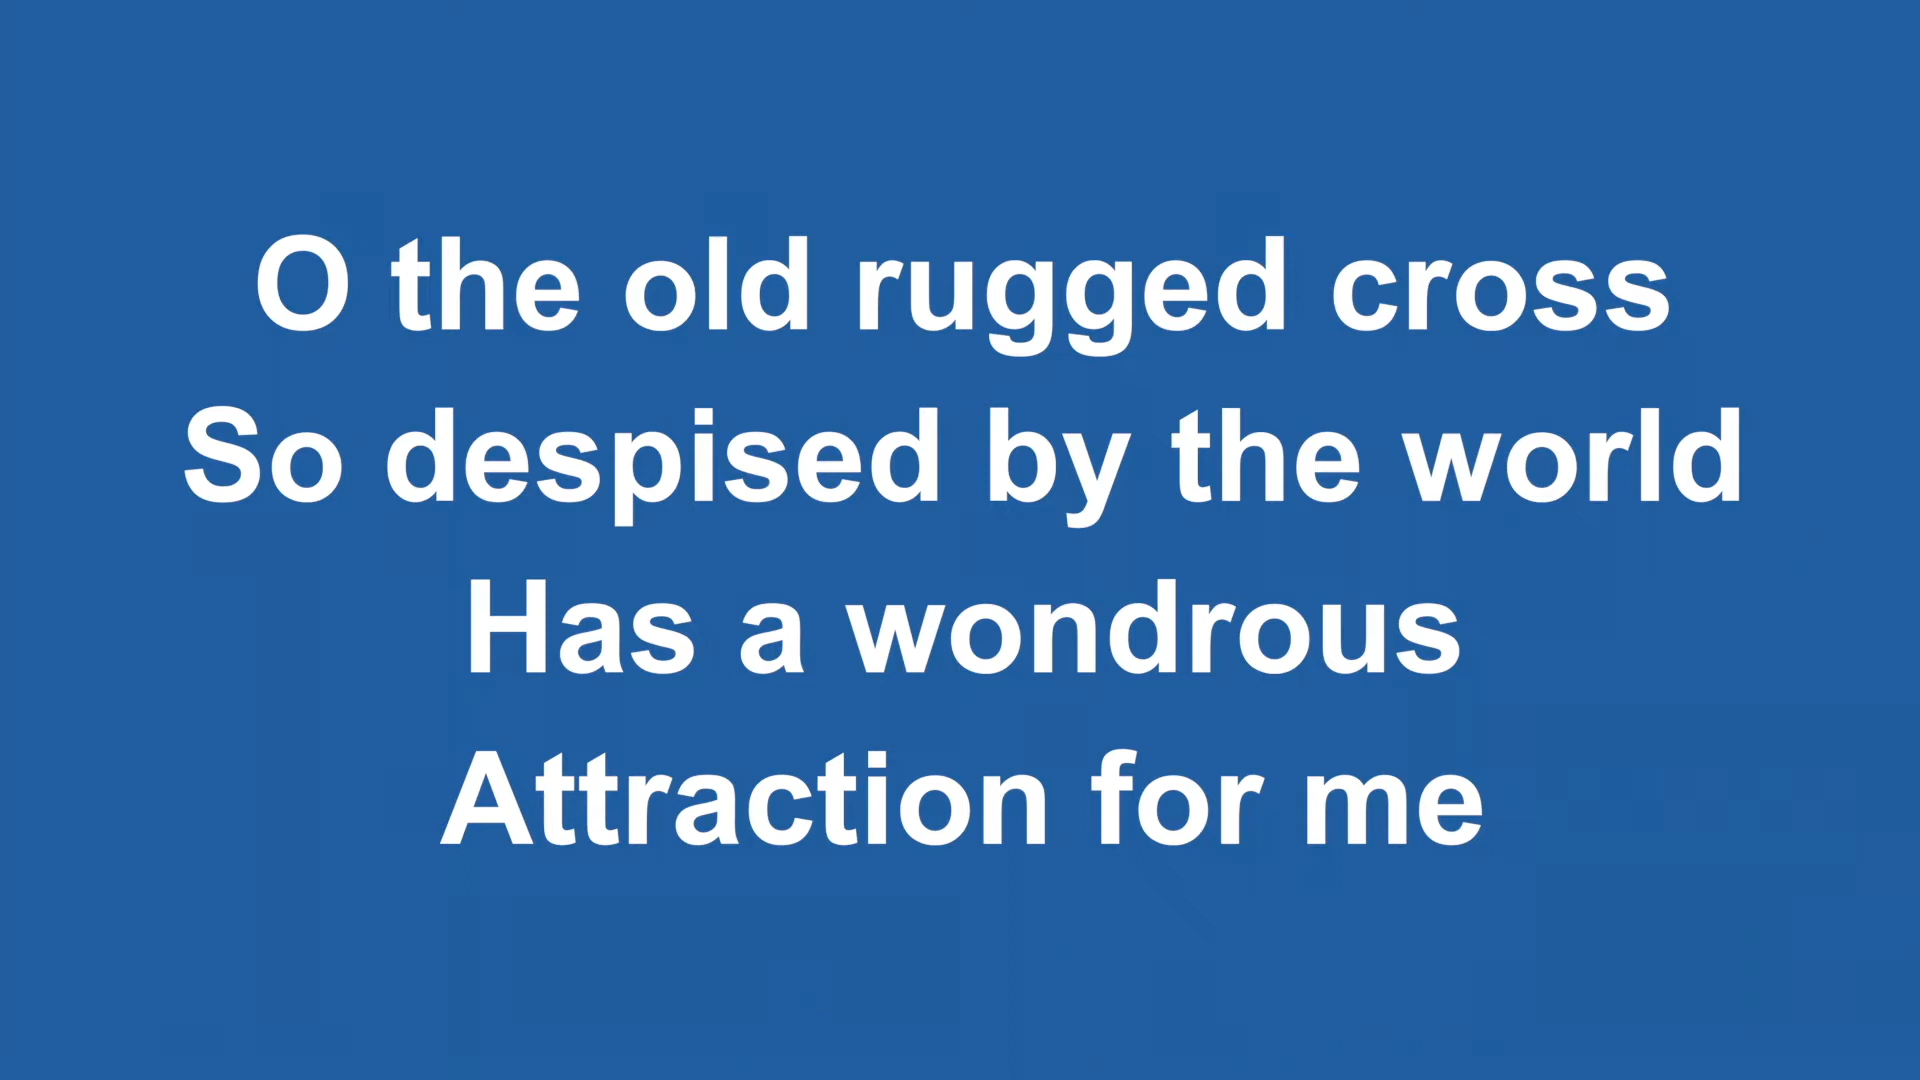 O the old rugged cross
So despised by the world
Has a wondrous
Attraction for me